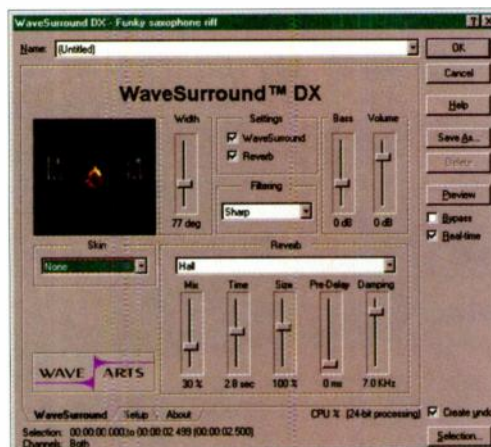 WaveSurround DX - Funky saxophone riff
Name: (Untitled)
OK
Cancel
Help
Save As...
Delete
Preview
Bypass
Real-time
WaveSurround™ DX
Width
77 deg
Settings
WaveSurround
Reverb
Filtering
Sharp
Bass
0 dB
Volume
0 dB
Skin
None
Reverb
Hall
Mix
Time
Size
Pre-Delay
Damping
30 %
2.8 sec
100 %
0 ms
7.0 KHz
WAVE ARTS
WaveSurround Setup About
CPU % (24-bit processing)
Create undo
Selection: 00:00:00.000 to 00:00:02.499 (00:00:02.500)
Channels: Both
Selection...